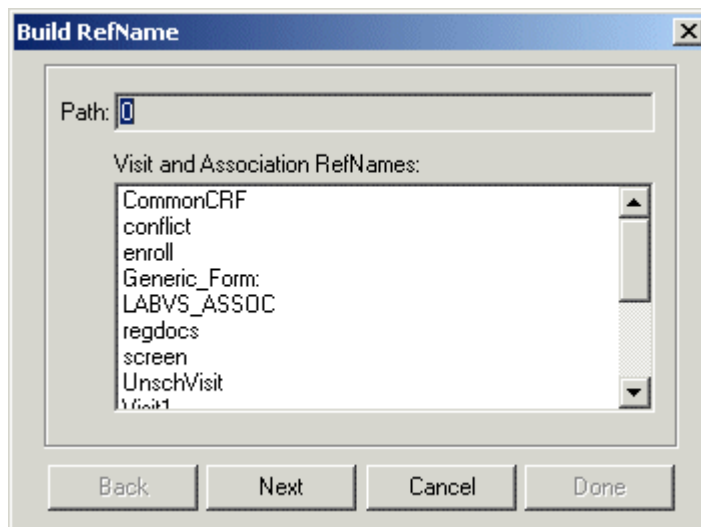 Build RefName
Path: 0
Visit and Association RefNames:
CommonCRF
conflict
enroll
Generic_Form:
LABVS_ASSOC
regdocs
screen
UnschVisit
Visit1
Back Next Cancel Done